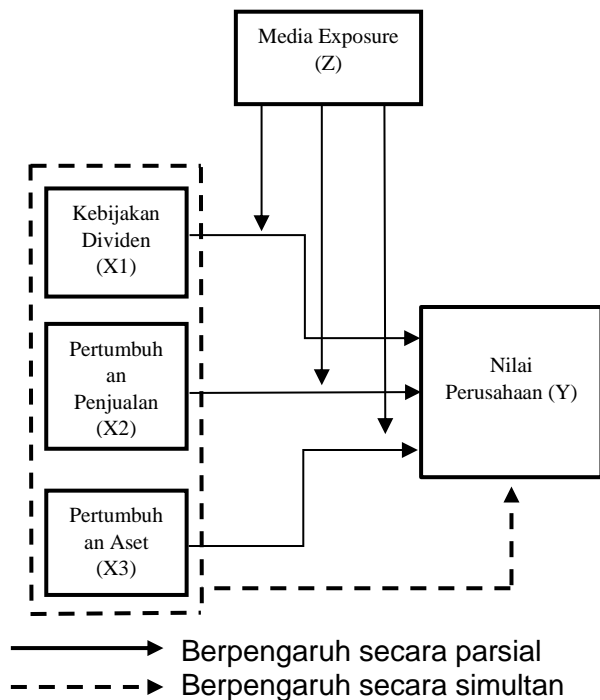 Media Exposure
(Z)
Kebijakan
Dividen
(X1)
Pertumbuh
an
Penjualan
(X2)
Nilai
Perusahaan (Y)
Pertumbuh
an Aset
(X3)
Berpengaruh secara parsial
Berpengaruh secara simultan